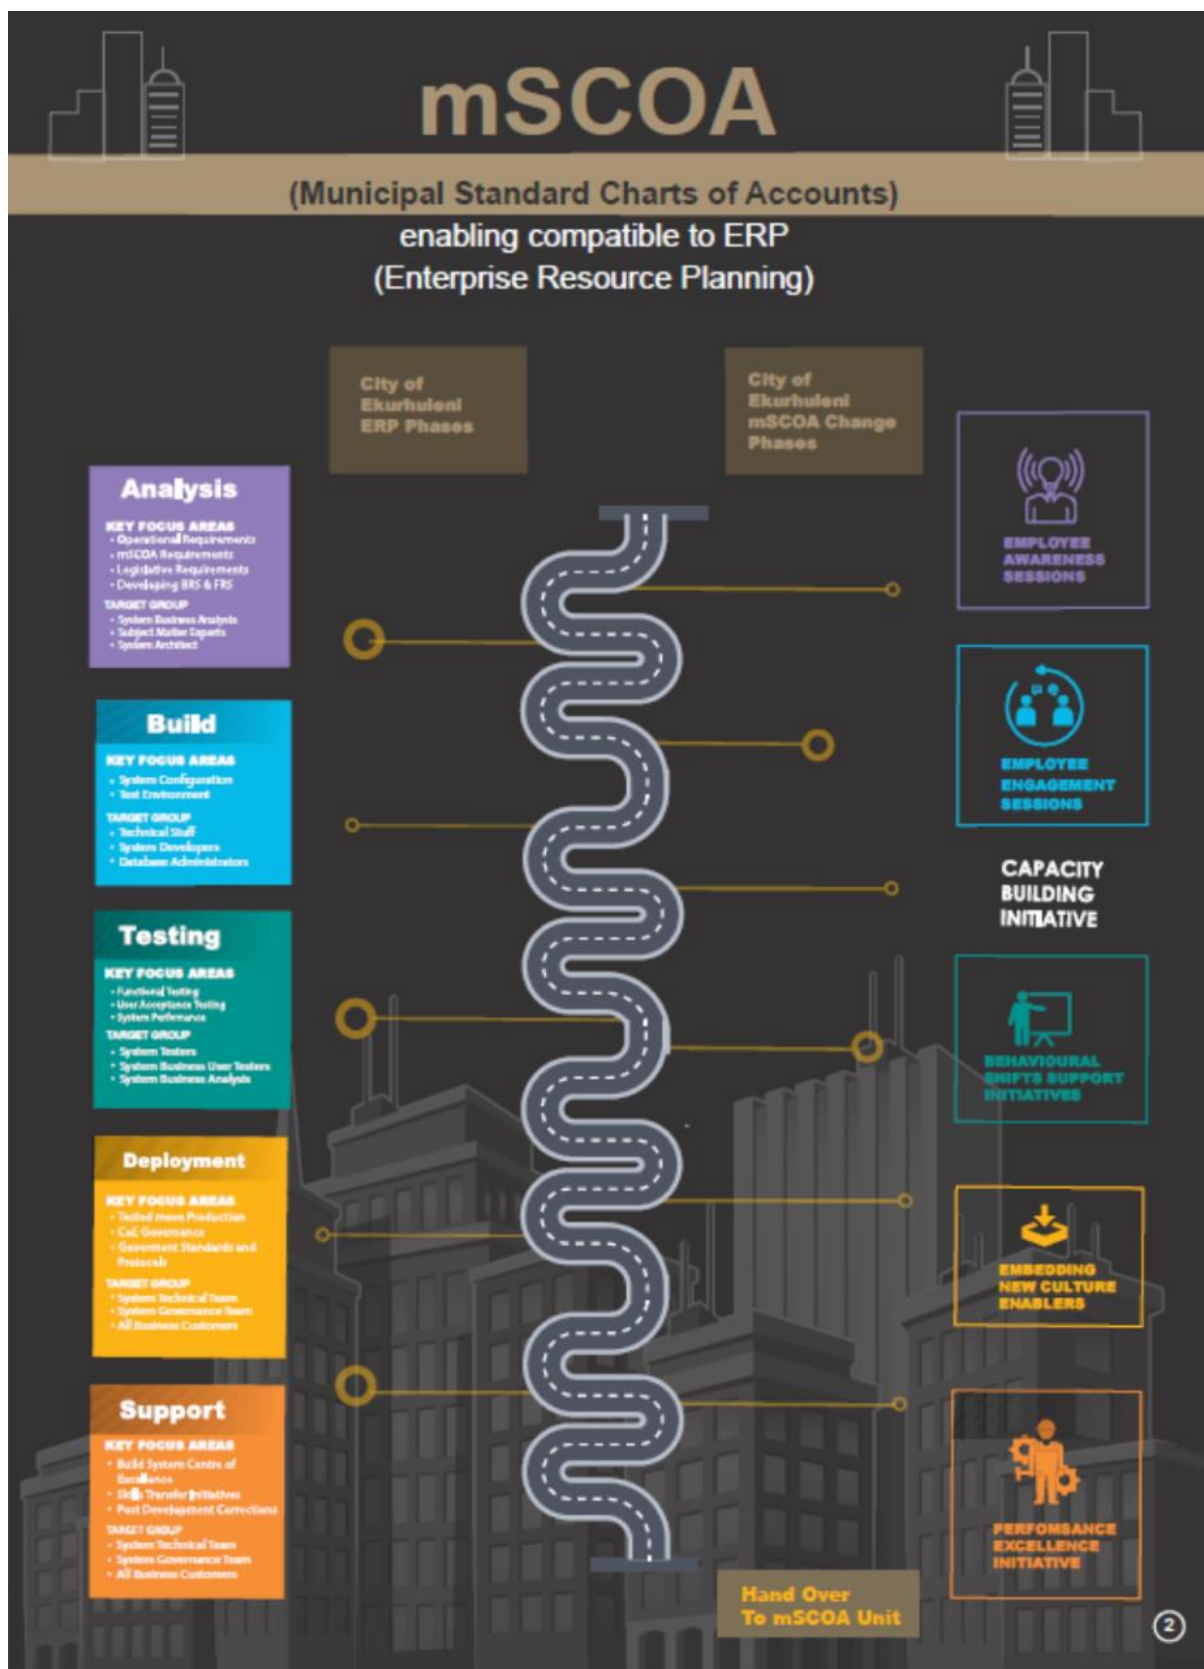 mSCOA
(Municipal Standard Charts of Accounts)
enabling compatible to ERP
(Enterprise Resource Planning)
City of
Ekurhuleni
ERP Phases
City of
Ekurhuleni
mSCOA Change
Phases
Analysis
KEY FOCUS AREAS
• Operational Requirements
• mSCOA Requirements
• Legislative Requirements
• Developing BRS & FRS
TARGET GROUP
• System Business Analysts
• Subject Matter Experts
• System Architect
Build
KEY FOCUS AREAS
• System Configuration
• Test Environment
TARGET GROUP
• Technical Stuff
• System Developers
• Database Administrators
Testing
KEY FOCUS AREAS
• Functional Testing
• User Acceptance Testing
• System Perfomance
TARGET GROUP
• System Testers
• System Business User Testers
• System Business Analysis
Deployment
KEY FOCUS AREAS
• Tested move Production
• CoE Governance
• Goverment Standards and
Protocols
TARGET GROUP
• System Technical Team
• System Governance Team
• All Business Customers
Support
KEY FOCUS AREAS
• Build System Centre of
Excellence
• Skills Transfer Initiatives
• Post Development Corrections
TARGET GROUP
• System Technical Team
• System Governance Team
• All Business Customers
EMPLOYEE
AWARENESS
SESSIONS
EMPLOYEE
ENGAGEMENT
SESSIONS
CAPACITY
BUILDING
INITIATIVE
BEHAVIOURAL
SHIFTS SUPPORT
INITIATIVES
EMBEDDING
NEW CULTURE
ENABLERS
PERFOMSANCE
EXCELLENCE
INITIATIVE
Hand Over
To mSCOA Unit
2